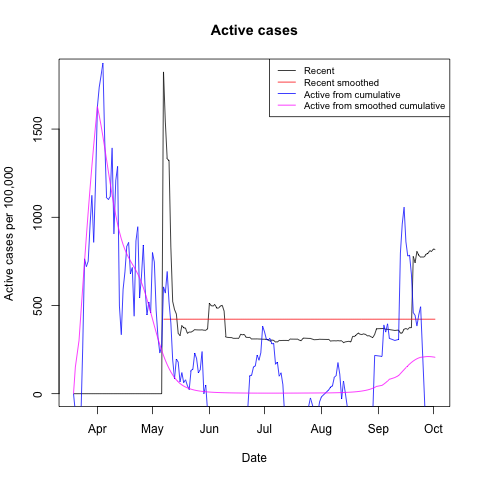 Active cases
Recent
Recent smoothed
Active from cumulative
Active from smoothed cumulative
Active cases per 100,000
1500
1000
500
0
Apr May Jun Jul Aug Sep Oct
Date